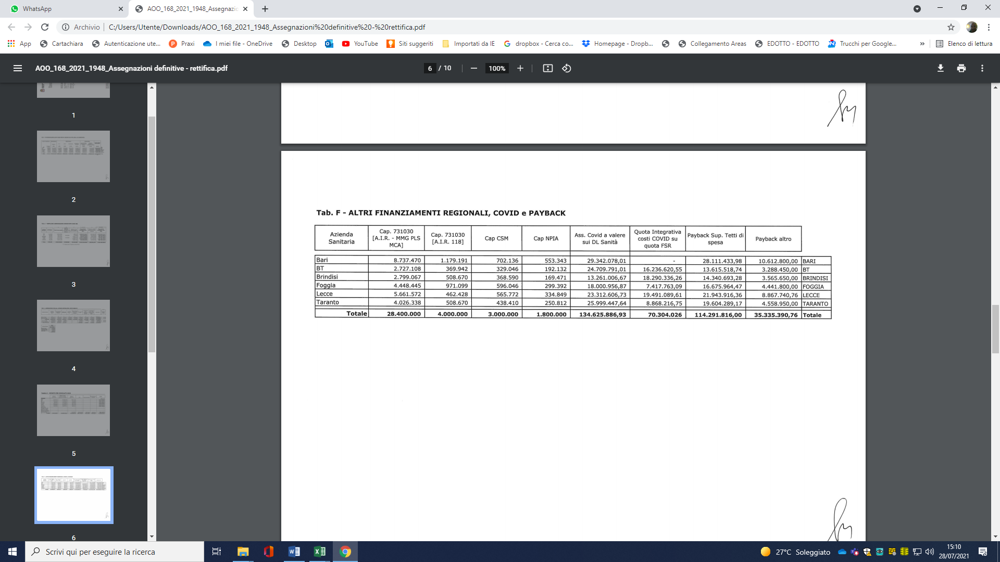 WhatsApp
AOO_168_2021_1948_Assegnazio
Archivio C:/Users/Utente/Downloads/AOO_168_2021_1948_Assegnazioni%20definitive%20-%20rettifica.pdf
App Cartachiara Autenticazione ute... Praxi I miei file - OneDrive Desktop YouTube Siti suggeriti Importati da IE dropbox - Cerca co... Homepage - Dropb... Collegamento Areas EDOTTO - EDOTTO Trucchi per Google... » Elenco di lettura
AOO_168_2021_1948_Assegnazioni definitive - rettifica.pdf 6 / 10 100%
1
2
3
4
5
6
Tab. F - ALTRI FINANZIAMENTI REGIONALI, COVID e PAYBACK
Azienda Sanitaria Cap. 731030 [A.I.R. - MMG PLS MCA] Cap. 731030 [A.I.R. 118] Cap CSM Cap NPIA Ass. Covid a valere sui DL Sanità Quota Integrativa costi COVID su quota FSR Payback Sup. Tetti di spesa Payback altro
Bari 8.737.470 1.179.191 702.136 553.343 29.342.078,01 - 28.111.433,98 10.612.800,00 BARI
BT 2.727.108 369.942 329.046 192.132 24.709.791,01 16.236.620,55 13.615.518,74 3.288.450,00 BT
Brindisi 2.799.067 508.670 368.590 169.471 13.261.006,67 18.290.336,26 14.340.693,28 3.565.650,00 BRINDISI
Foggia 4.448.445 971.099 596.046 299.392 18.000.956,87 7.417.763,09 16.675.964,47 4.441.800,00 FOGGIA
Lecce 5.661.572 462.428 565.772 334.849 23.312.606,73 19.491.089,61 21.943.916,36 8.867.740,76 LECCE
Taranto 4.026.338 508.670 438.410 250.812 25.999.447,64 8.868.216,75 19.604.289,17 4.558.950,00 TARANTO
Totale 28.400.000 4.000.000 3.000.000 1.800.000 134.625.886,93 70.304.026 114.291.816,00 35.335.390,76 Totale
Scrivi qui per eseguire la ricerca
27°C Soleggiato
15:10
28/07/2021